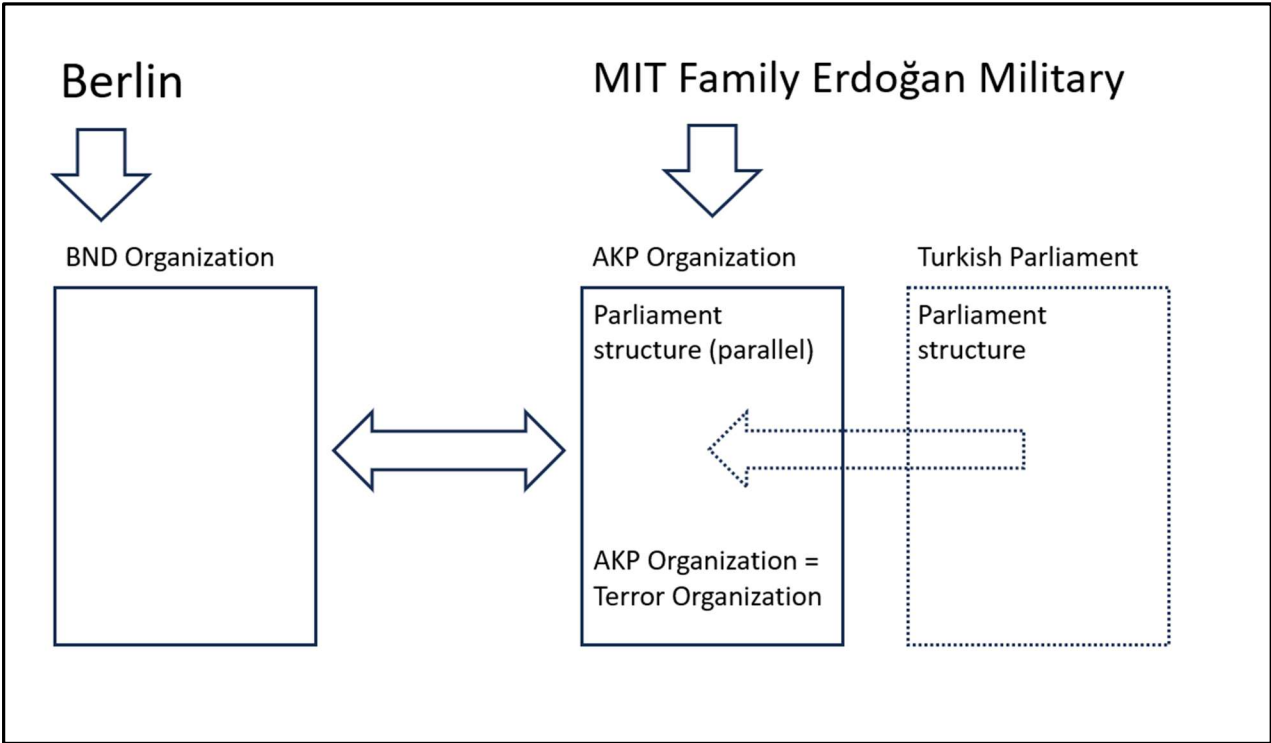 Berlin
MIT Family Erdoğan Military
BND Organization
AKP Organization
Turkish Parliament
Parliament
structure (parallel)
Parliament
structure
AKP Organization =
Terror Organization